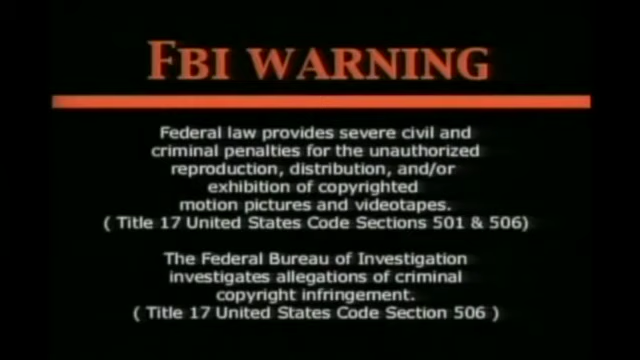 FBI WARNING
Federal law provides severe civil and
criminal penalties for the unauthorized
reproduction, distribution, and/or
exhibition of copyrighted
motion pictures and videotapes.
( Title 17 United States Code Sections 501 & 506)
The Federal Bureau of Investigation
investigates allegations of criminal
copyright infringement.
( Title 17 United States Code Section 506 )